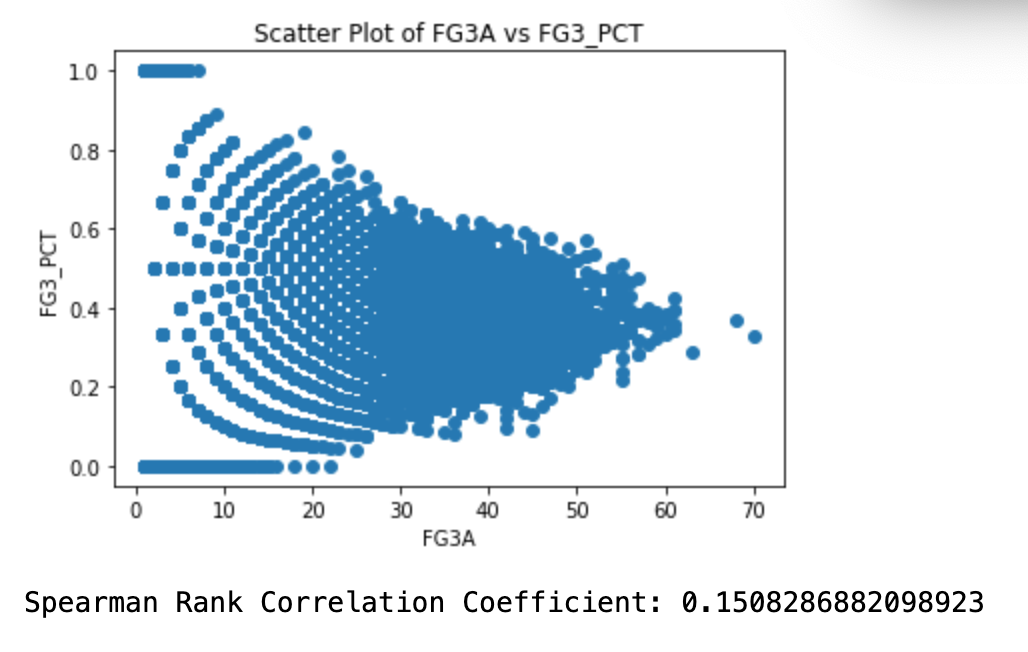 Scatter Plot of FG3A vs FG3_PCT
1.0
0.8
0.6
0.4
0.2
0.0
FG3_PCT
0 10 20 30 40 50 60 70
FG3A
Spearman Rank Correlation Coefficient: 0.1508286882098923